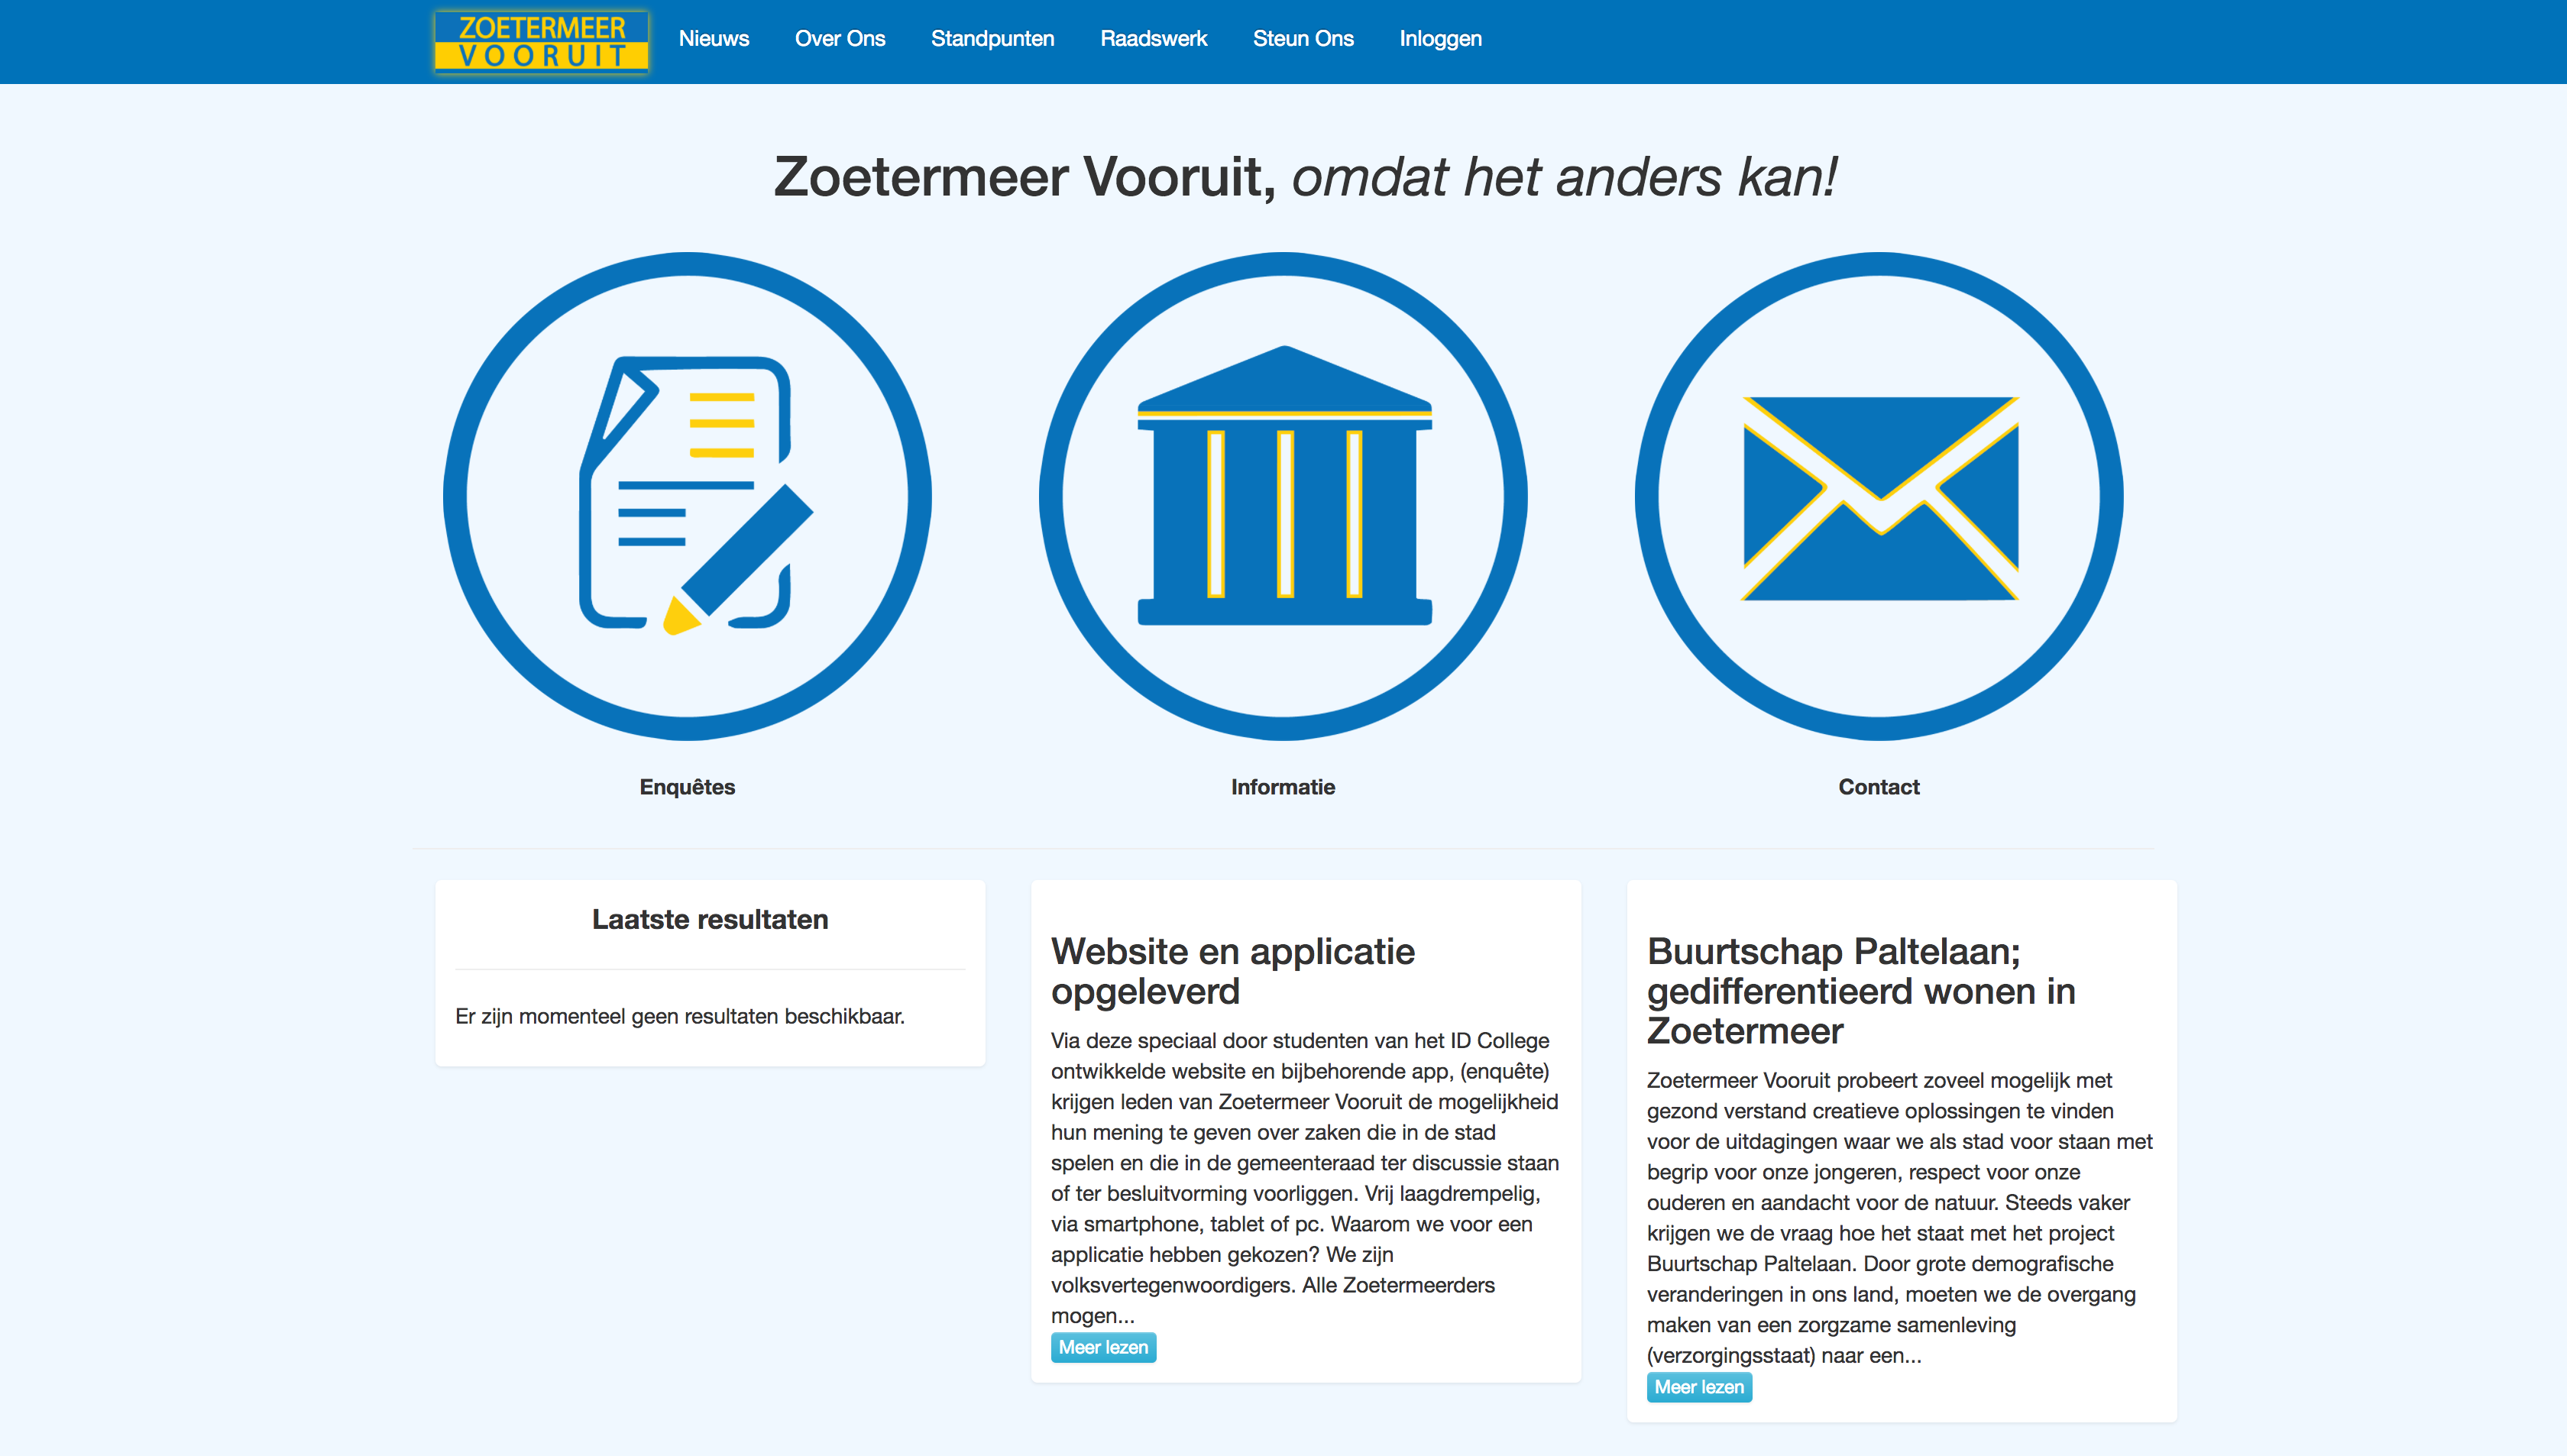 ZOETERMEER
VOORUIT
Nieuws
Over Ons
Standpunten
Raadswerk
Steun Ons
Inloggen
Zoetermeer Vooruit, omdat het anders kan!
Enquêtes
Informatie
Contact
Laatste resultaten
Er zijn momenteel geen resultaten beschikbaar.
Website en applicatie
opgeleverd
Via deze speciaal door studenten van het ID College
ontwikkelde website en bijbehorende app, (enquête)
krijgen leden van Zoetermeer Vooruit de mogelijkheid
hun mening te geven over zaken die in de stad
spelen en die in de gemeenteraad ter discussie staan
of ter besluitvorming voorliggen. Vrij laagdrempelig,
via smartphone, tablet of pc. Waarom we voor een
applicatie hebben gekozen? We zijn
volksvertegenwoordigers. Alle Zoetermeerders
mogen...
Meer lezen
Buurtschap Paltelaan;
gedifferentieerd wonen in
Zoetermeer
Zoetermeer Vooruit probeert zoveel mogelijk met
gezond verstand creatieve oplossingen te vinden
voor de uitdagingen waar we als stad voor staan met
begrip voor onze jongeren, respect voor onze
ouderen en aandacht voor de natuur. Steeds vaker
krijgen we de vraag hoe het staat met het project
Buurtschap Paltelaan. Door grote demografische
veranderingen in ons land, moeten we de overgang
maken van een zorgzame samenleving
(verzorgingsstaat) naar een...
Meer lezen